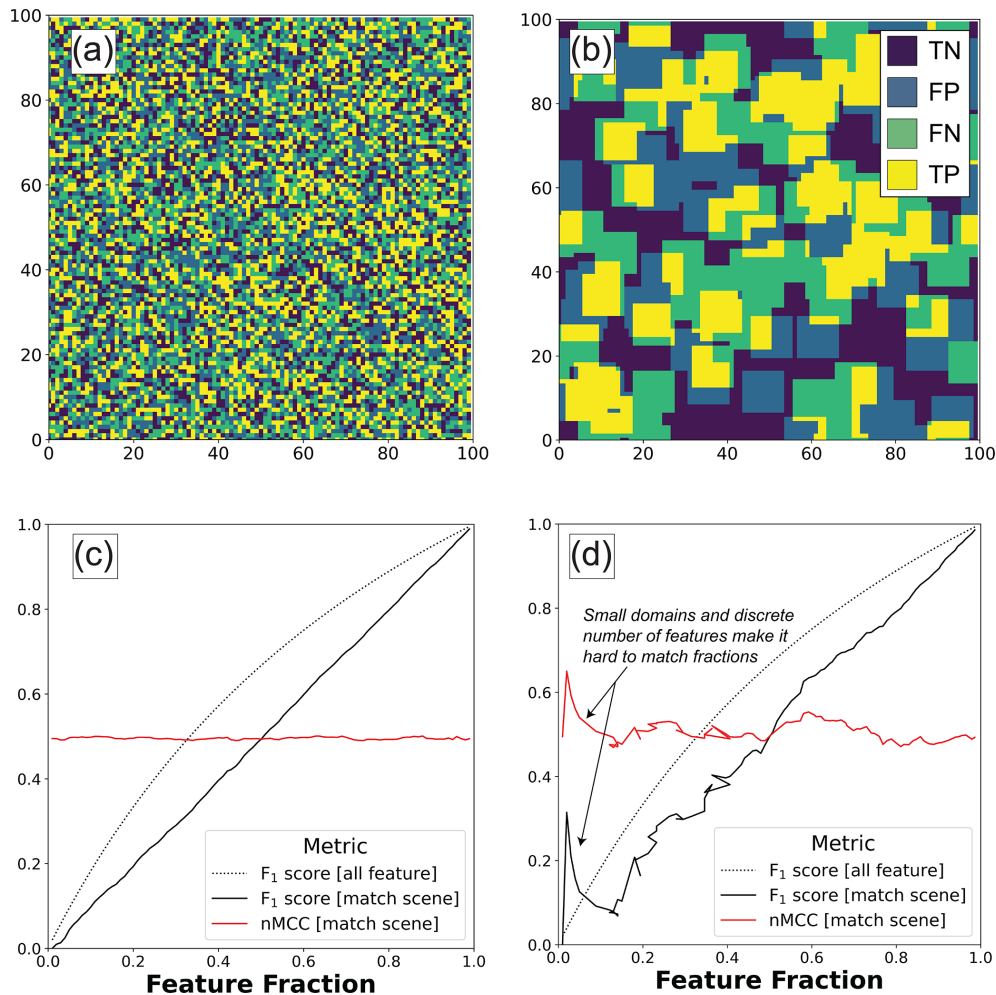 (a)
100
80
60
40
20
0
0 20 40 60 80 100
(b)
TN
FP
FN
TP
100
80
60
40
20
0
0 20 40 60 80 100
(c)
1.0
0.8
0.6
0.4
0.2
0.0
Metric
F₁ score [all feature]
F₁ score [match scene]
nMCC [match scene]
0.0 0.2 0.4 0.6 0.8 1.0
Feature Fraction
(d)
1.0
0.8
0.6
0.4
0.2
0.0
Small domains and discrete
number of features make it
hard to match fractions
Metric
F₁ score [all feature]
F₁ score [match scene]
nMCC [match scene]
0.0 0.2 0.4 0.6 0.8 1.0
Feature Fraction